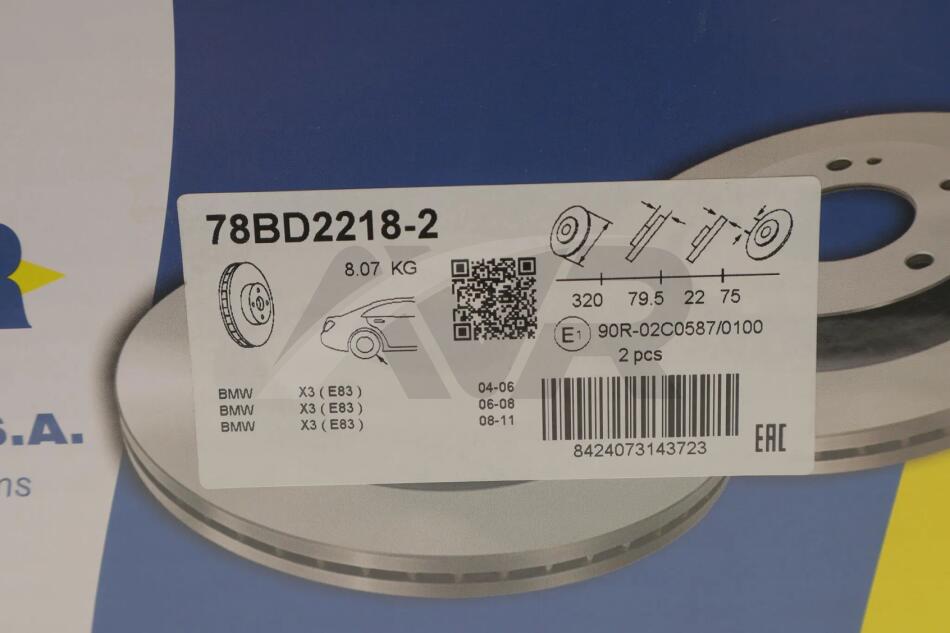 78BD2218-2
8.07 KG
320 79.5 22 75
E1 90R-02C0587/0100
2 pcs
BMW X3 ( E83 ) 04-06
BMW X3 ( E83 ) 06-08
BMW X3 ( E83 ) 08-11
8424073143723
EAC
R
S.A.
ns
AVR